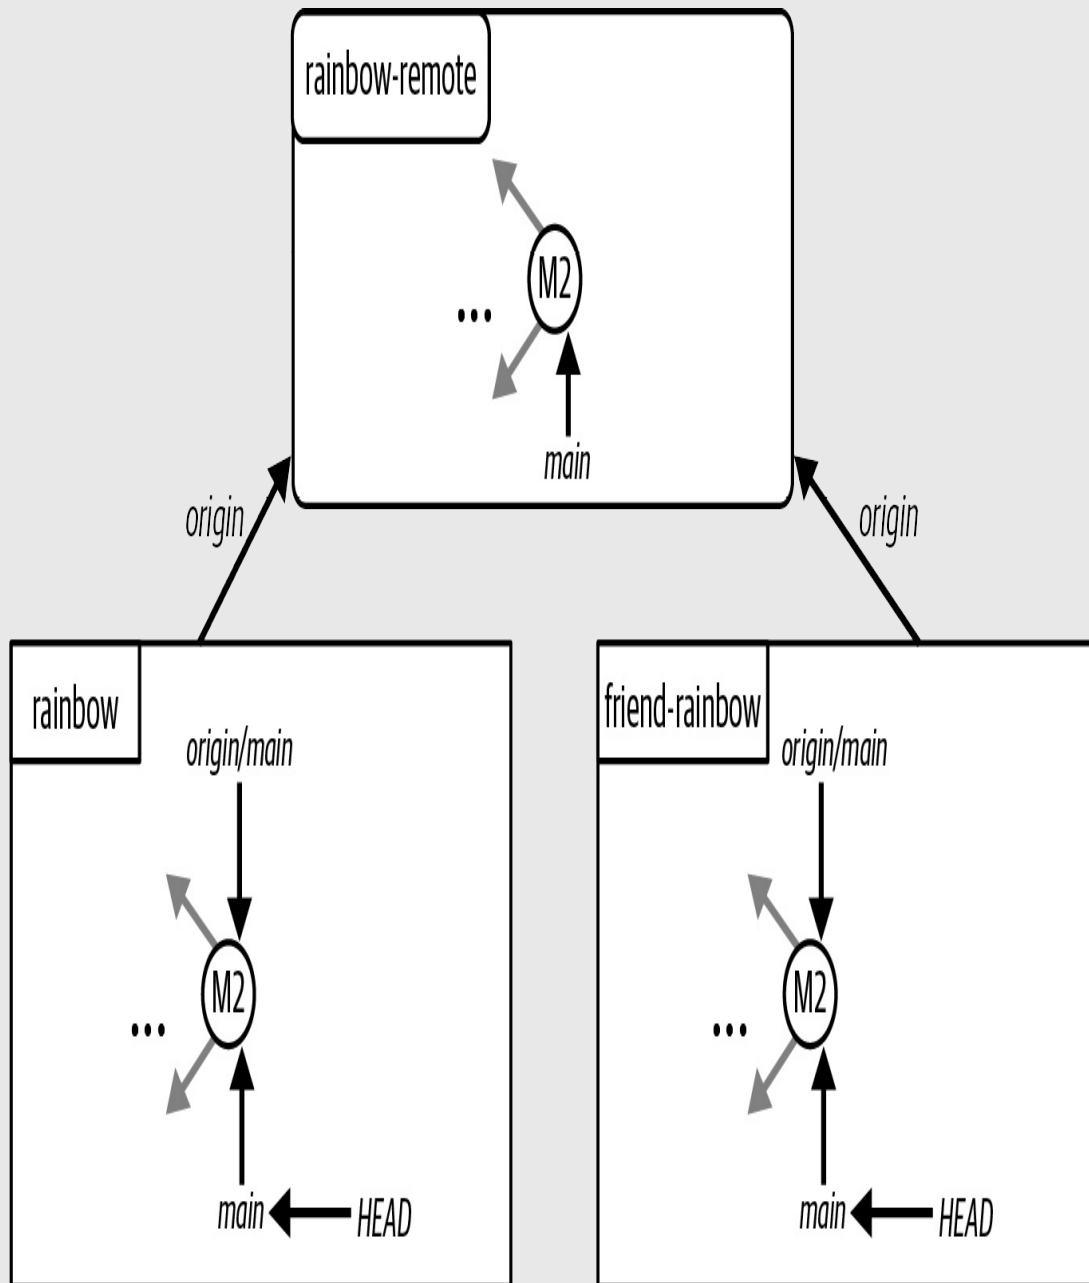 rainbow-remote
M2
...
main
origin
origin
rainbow
origin/main
M2
...
main
HEAD
friend-rainbow
origin/main
M2
...
main
HEAD